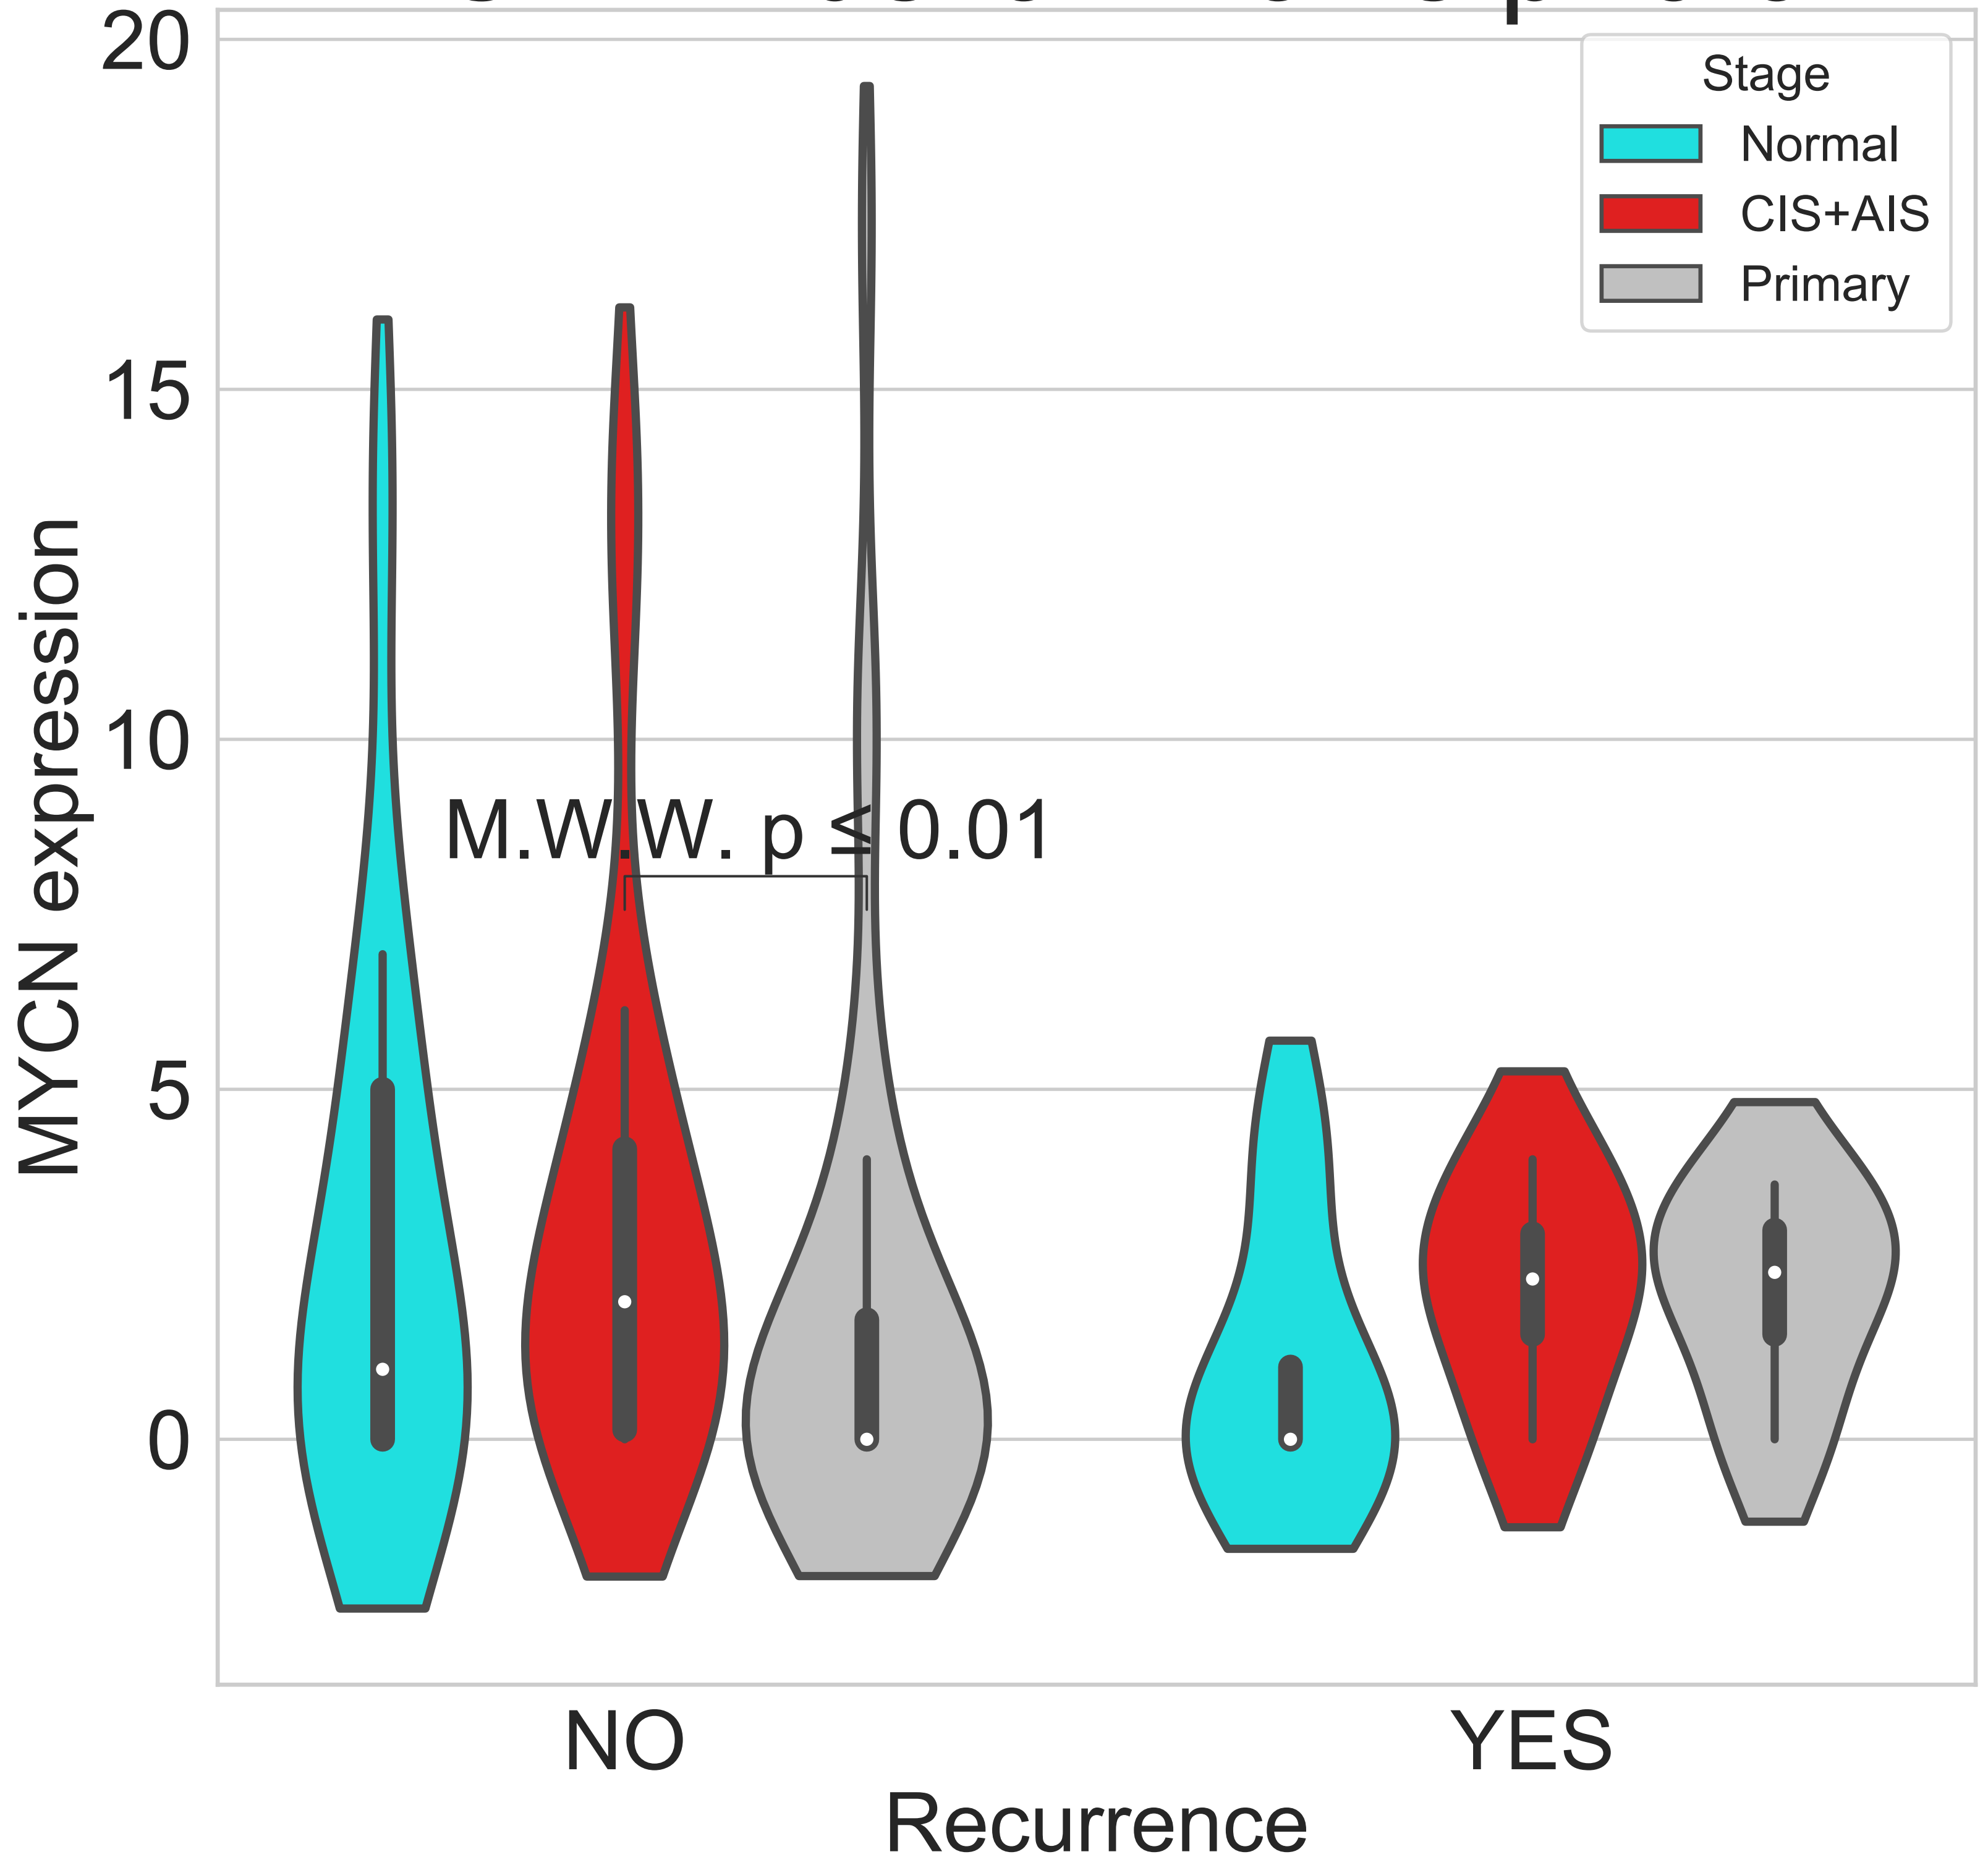 20
15
10
5
0
MYCN expression
Stage
Normal
CIS+AIS
Primary
M.W.W. p ≤ 0.01
NO
YES
Recurrence